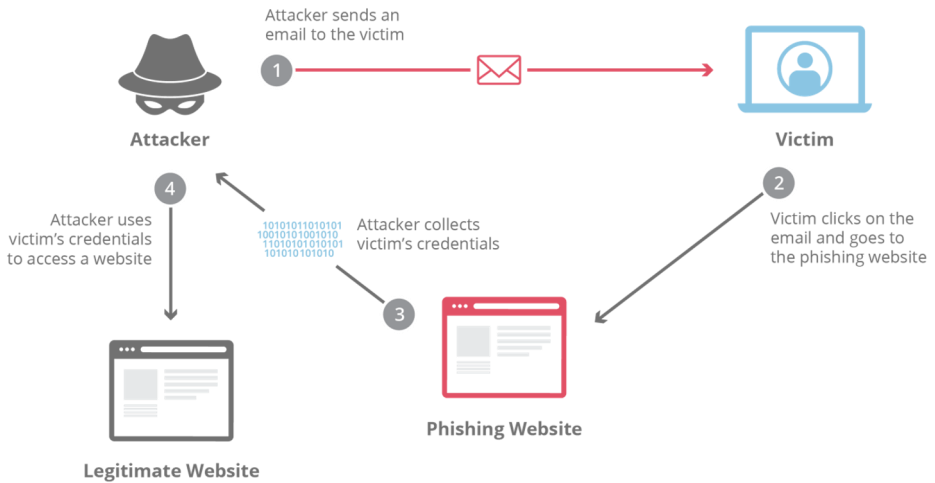 Attacker sends an
email to the victim
1
Attacker
Victim
4
2
Attacker uses
victim's credentials
to access a website
10101011010101
10010101001010
11010101010101
101010101010
Attacker collects
victim's credentials
Victim clicks on the
email and goes to
the phishing website
3
Phishing Website
Legitimate Website